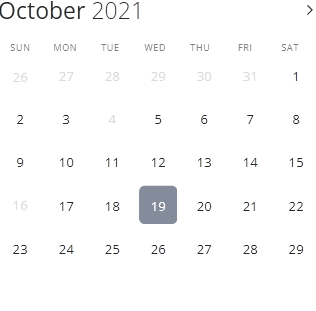 October 2021
SUN MON TUE WED THU FRI SAT
26 27 28 29 30 31 1
2 3 4 5 6 7 8
9 10 11 12 13 14 15
16 17 18 19 20 21 22
23 24 25 26 27 28 29